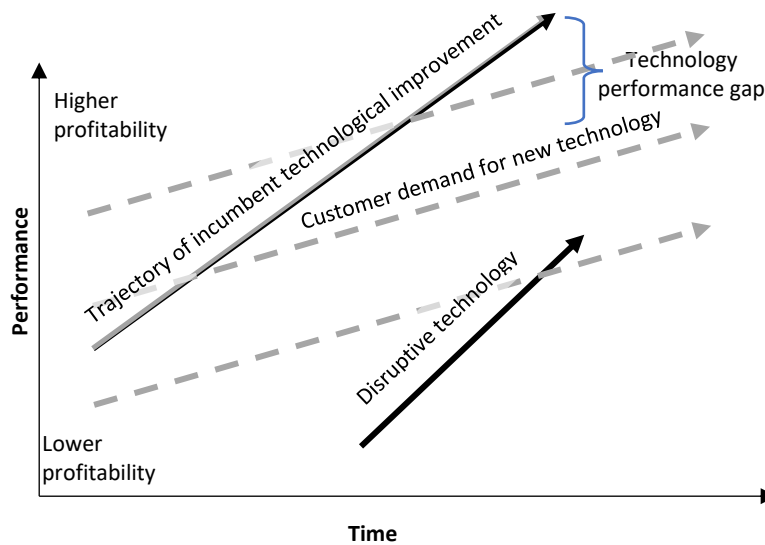 Trajectory of incumbent technological improvement
Technology
performance gap
Higher
profitability
Customer demand for new technology
Performance
Disruptive technology
Lower
profitability
Time